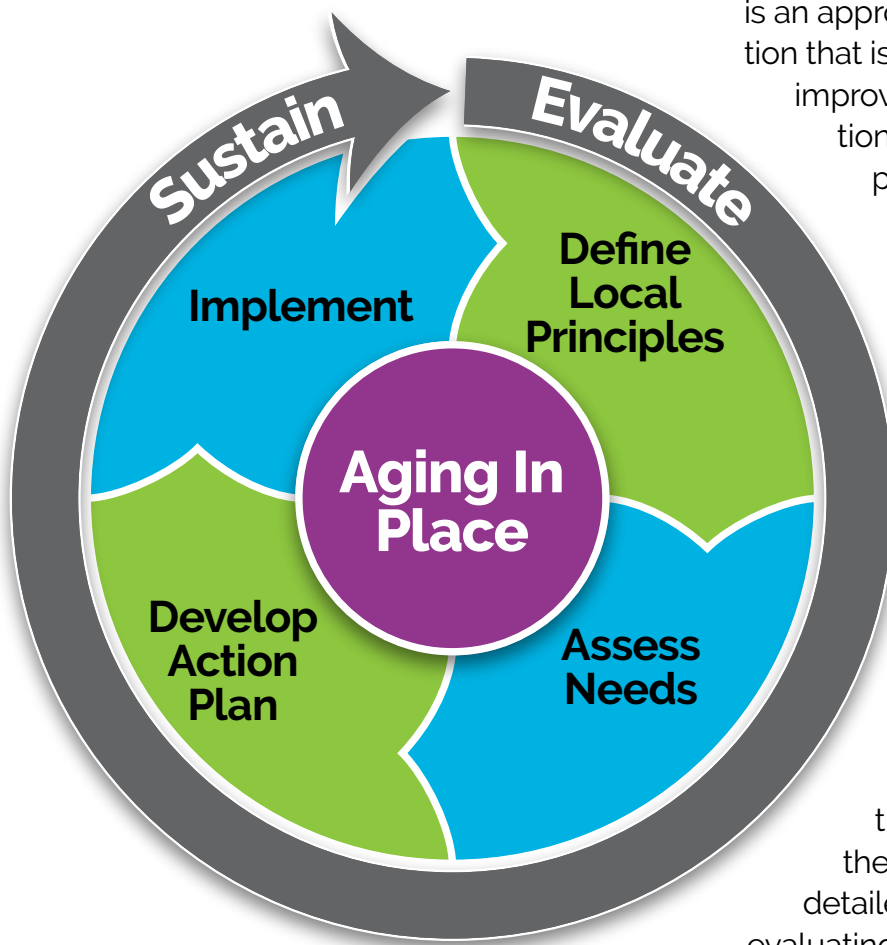 is an appro
tion that is
improv
tion
p
Sustain
Evaluate
Define
Local
Principles
Implement
Aging In
Place
Assess
Needs
Develop
Action
Plan
t
the
detaile
evaluating